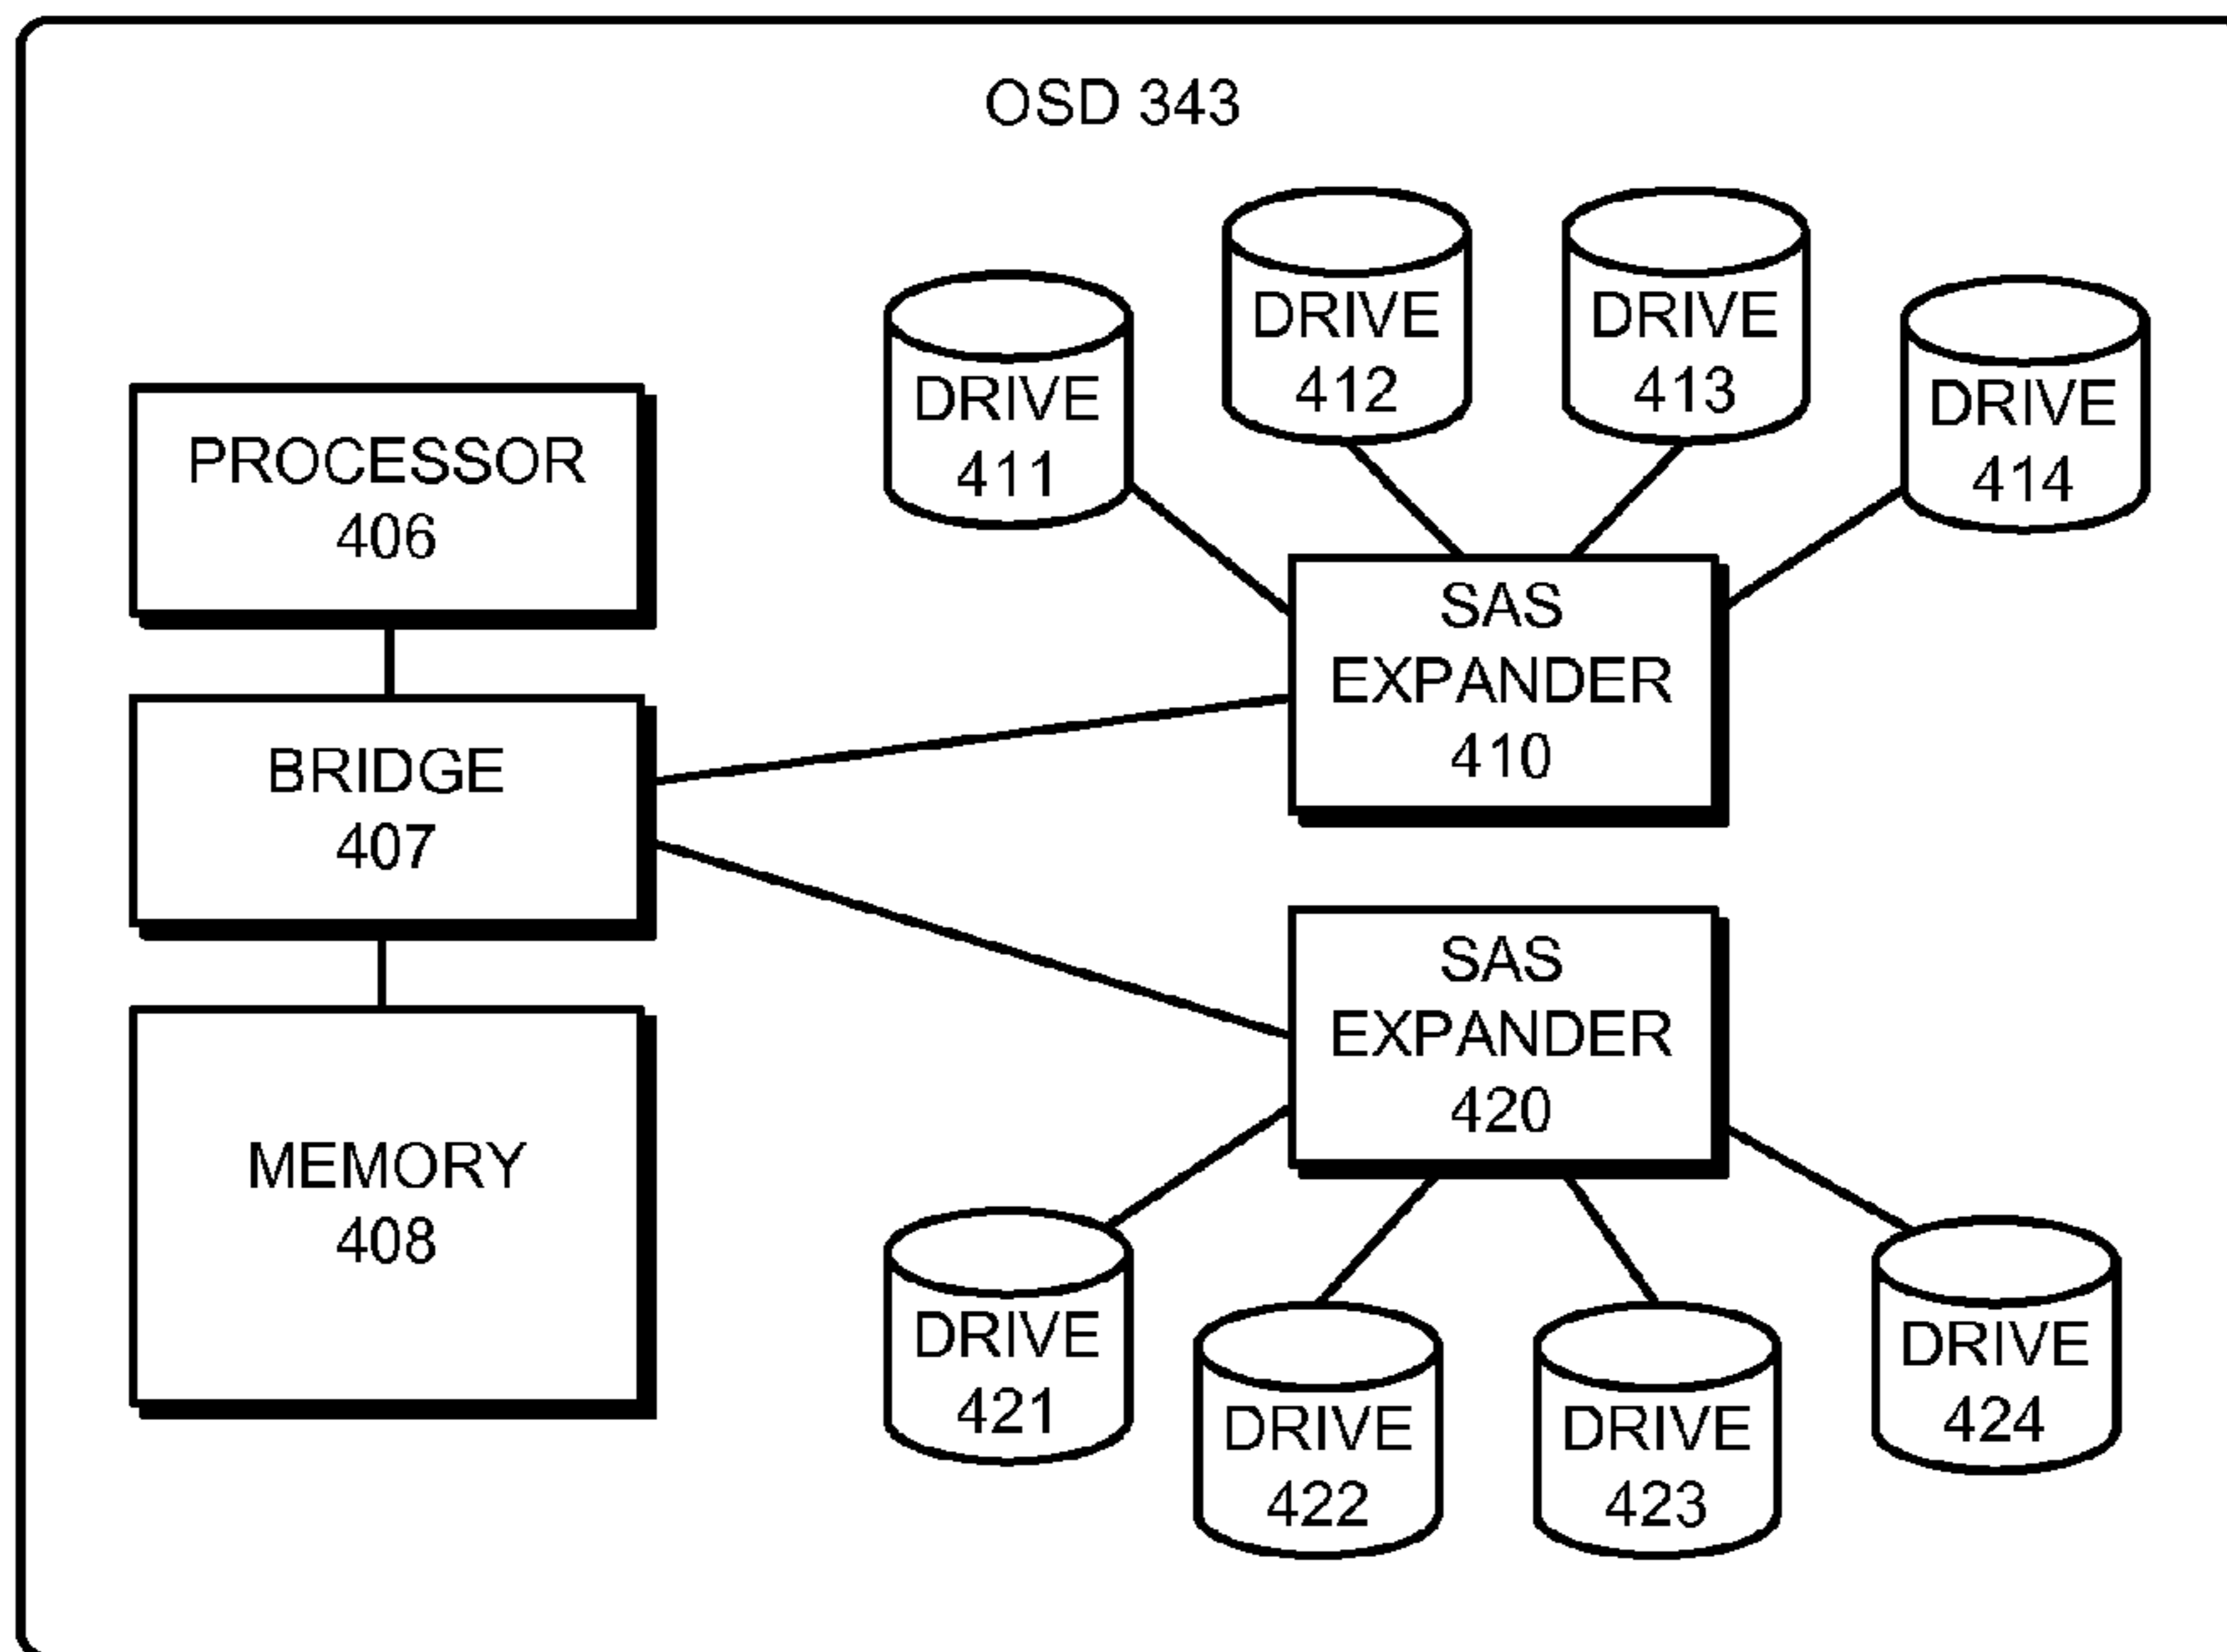 OSD 343
DRIVE
411
DRIVE
412
DRIVE
413
DRIVE
414
PROCESSOR
406
BRIDGE
407
MEMORY
408
SAS
EXPANDER
410
SAS
EXPANDER
420
DRIVE
421
DRIVE
422
DRIVE
423
DRIVE
424